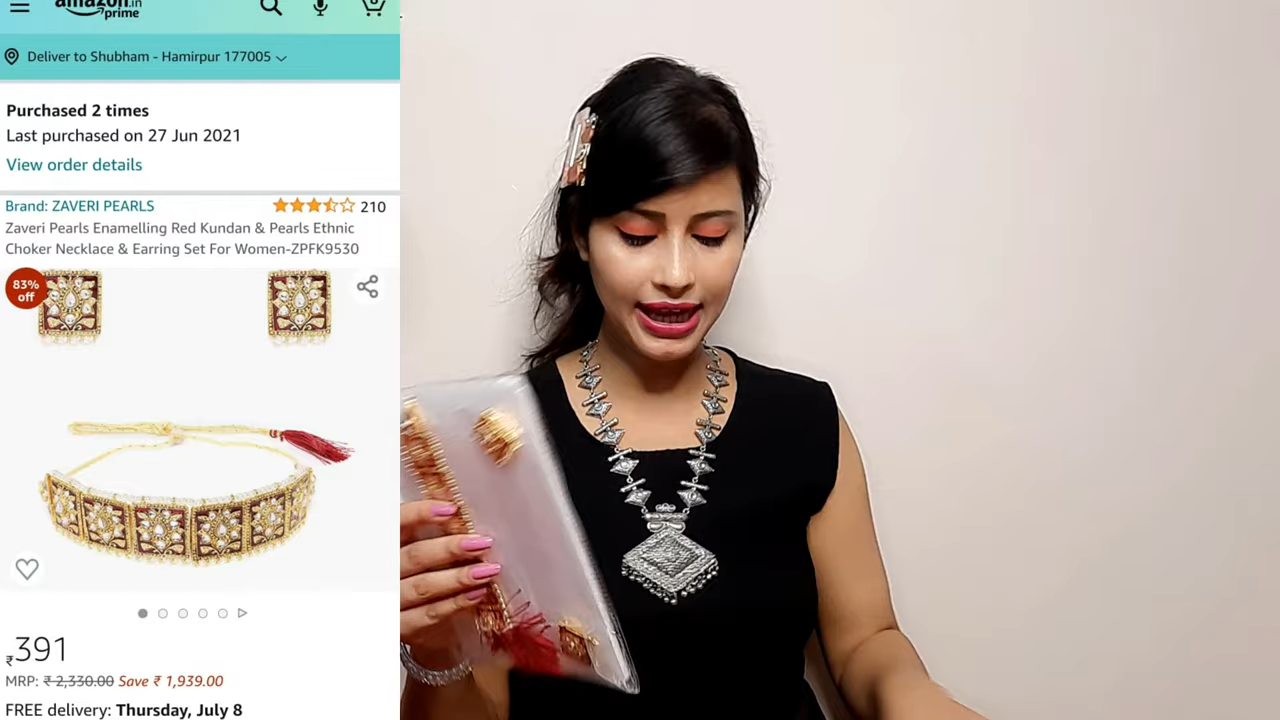 amazon.in
prime
Deliver to Shubham - Hamirpur 177005
Purchased 2 times
Last purchased on 27 Jun 2021
View order details
Brand: ZAVERI PEARLS
210
Zaveri Pearls Enamelling Red Kundan & Pearls Ethnic
Choker Necklace & Earring Set For Women-ZPFK9530
83%
off
₹391
MRP: ₹ 2,330.00 Save ₹ 1,939.00
FREE delivery: Thursday, July 8